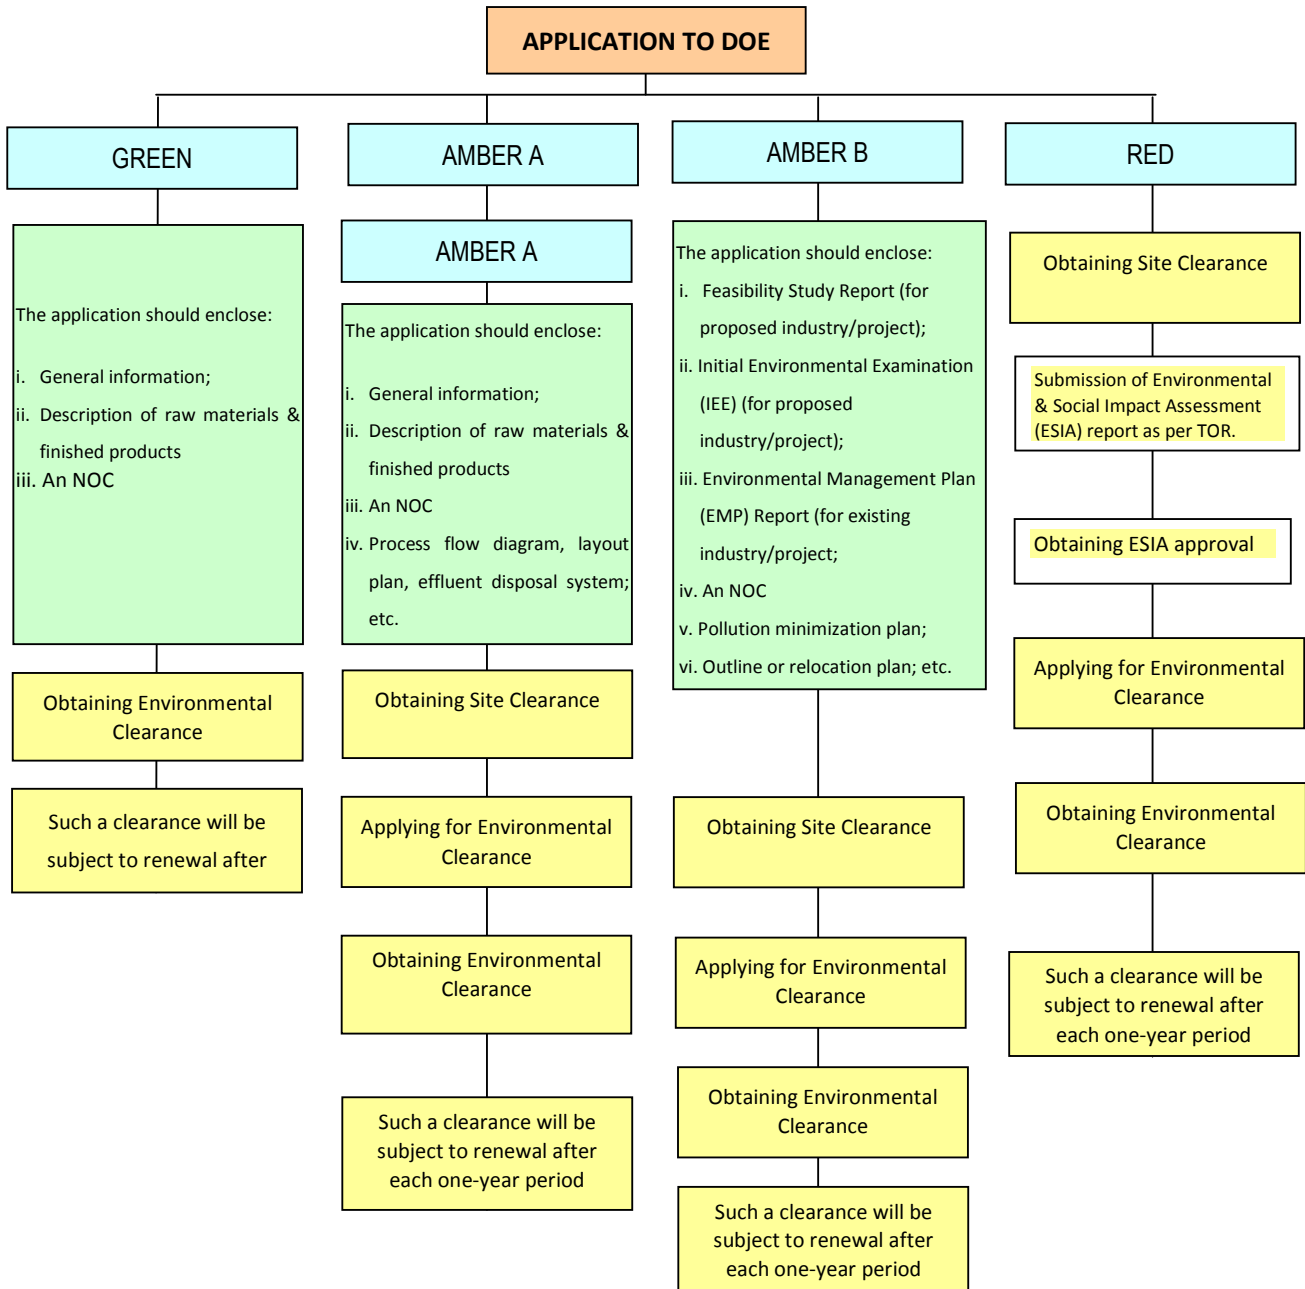 APPLICATION TO DOE
GREEN
The application should enclose:
i. General information;
ii. Description of raw materials &
finished products
iii. An NOC
Obtaining Environmental
Clearance
Such a clearance will be
subject to renewal after
AMBER A
AMBER A
The application should enclose:
i. General information;
ii. Description of raw materials &
finished products
iii. An NOC
iv. Process flow diagram, layout
plan, effluent disposal system;
etc.
Obtaining Site Clearance
Applying for Environmental
Clearance
Obtaining Environmental
Clearance
Such a clearance will be
subject to renewal after
each one-year period
AMBER B
The application should enclose:
i. Feasibility Study Report (for
proposed industry/project);
ii. Initial Environmental Examination
(IEE) (for proposed
industry/project);
iii. Environmental Management Plan
(EMP) Report (for existing
industry/project;
iv. An NOC
v. Pollution minimization plan;
vi. Outline or relocation plan; etc.
Obtaining Site Clearance
Applying for Environmental
Clearance
Obtaining Environmental
Clearance
Such a clearance will be
subject to renewal after
each one-year period
RED
Obtaining Site Clearance
Submission of Environmental
& Social Impact Assessment
(ESIA) report as per TOR.
Obtaining ESIA approval
Applying for Environmental
Clearance
Obtaining Environmental
Clearance
Such a clearance will be
subject to renewal after
each one-year period